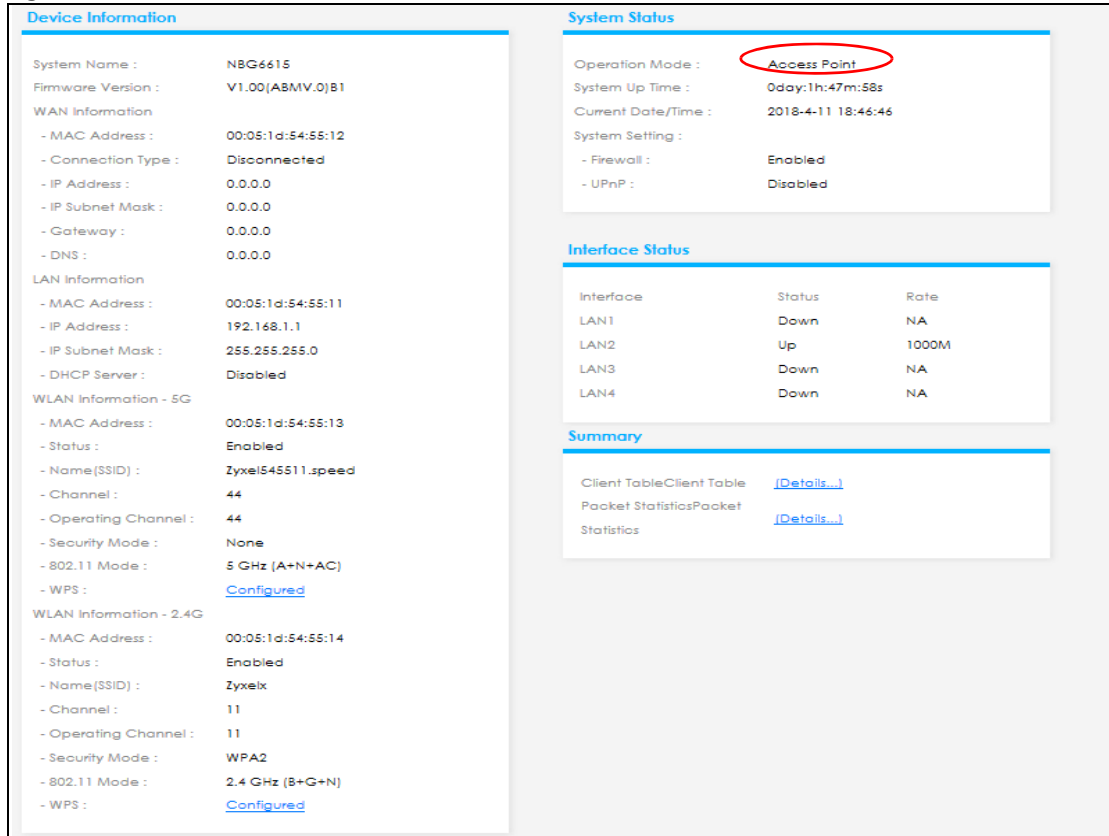 Device Information
System Name : NBG6615
Firmware Version : V1.00(ABMV.0)B1
WAN Information
- MAC Address : 00:05:1d:54:55:12
- Connection Type : Disconnected
- IP Address : 0.0.0.0
- IP Subnet Mask : 0.0.0.0
- Gateway : 0.0.0.0
- DNS : 0.0.0.0
LAN Information
- MAC Address : 00:05:1d:54:55:11
- IP Address : 192.168.1.1
- IP Subnet Mask : 255.255.255.0
- DHCP Server : Disabled
WLAN Information - 5G
- MAC Address : 00:05:1d:54:55:13
- Status : Enabled
- Name(SSID) : Zyxel545511.speed
- Channel : 44
- Operating Channel : 44
- Security Mode : None
- 802.11 Mode : 5 GHz (A+N+AC)
- WPS : Configured
WLAN Information - 2.4G
- MAC Address : 00:05:1d:54:55:14
- Status : Enabled
- Name(SSID) : Zyxelx
- Channel : 11
- Operating Channel : 11
- Security Mode : WPA2
- 802.11 Mode : 2.4 GHz (B+G+N)
- WPS : Configured
System Status
Operation Mode : Access Point
System Up Time : 0day:1h:47m:58s
Current Date/Time : 2018-4-11 18:46:46
System Setting :
- Firewall : Enabled
- UPnP : Disabled
Interface Status
Interface Status Rate
LAN1 Down NA
LAN2 Up 1000M
LAN3 Down NA
LAN4 Down NA
Summary
Client TableClient Table (Details...)
Packet StatisticsPacket
Statistics (Details...)